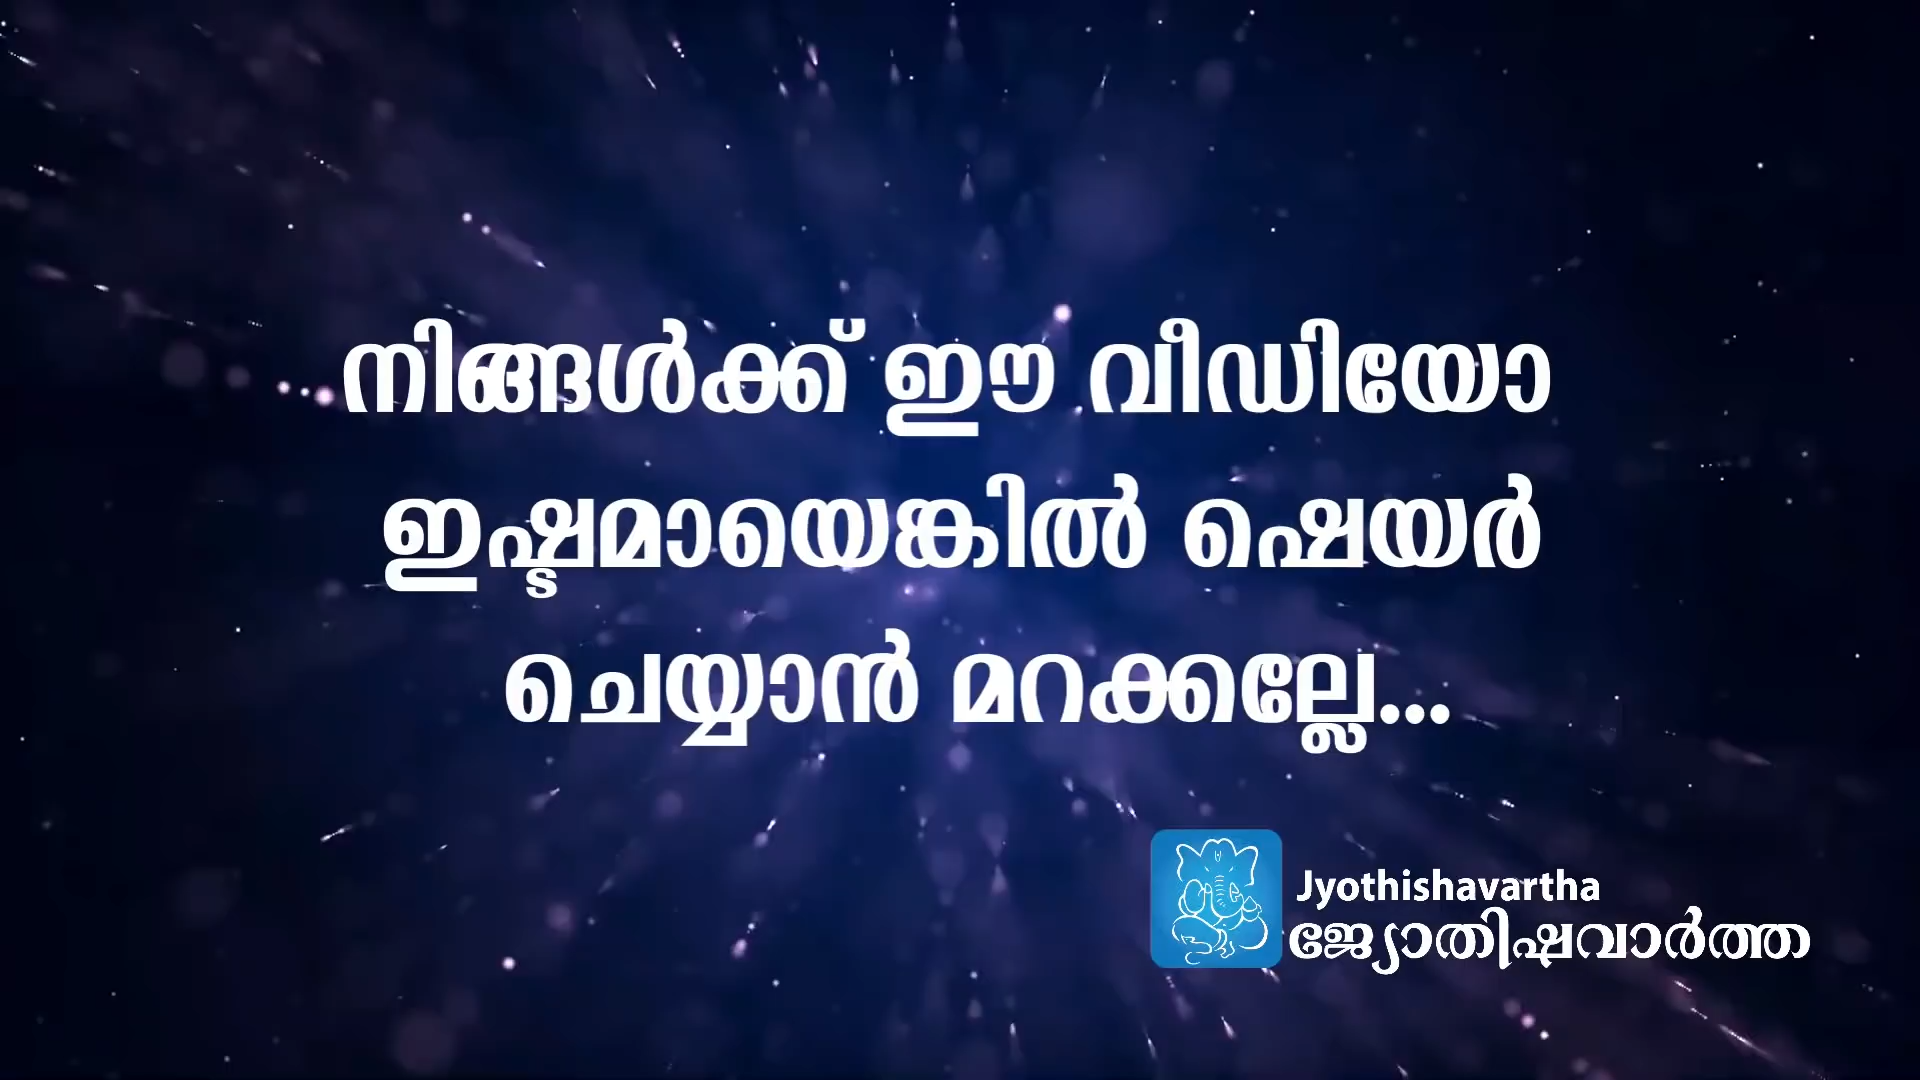 നിങ്ങൾക്ക് ഈ വീഡിയോ
ഇഷ്ടമായെങ്കിൽ ഷെയർ
ചെയ്യാൻ മറക്കല്ലേ...
Jyothishavartha
ജ്യോതിഷവാർത്ത